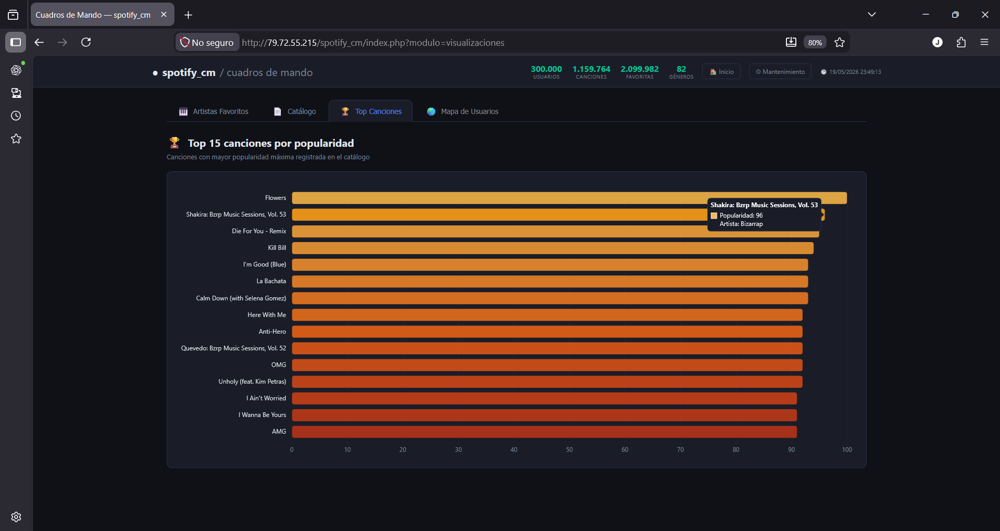 Cuadros de Mando — spotify_cm
No seguro
http://79.72.55.215/spotify_cm/index.php?modulo=visualizaciones
80%
J
spotify_cm / cuadros de mando
300.000
USUARIOS
1.159.764
CANCIONES
2.099.982
FAVORITAS
82
GÉNEROS
Inicio
Mantenimiento
19/05/2026 23:49:13
Artistas Favoritos
Catálogo
Top Canciones
Mapa de Usuarios
Top 15 canciones por popularidad
Canciones con mayor popularidad máxima registrada en el catálogo
Flowers
Shakira: Bzrp Music Sessions, Vol. 53
Die For You - Remix
Kill Bill
I'm Good (Blue)
La Bachata
Calm Down (with Selena Gomez)
Here With Me
Anti-Hero
Quevedo: Bzrp Music Sessions, Vol. 52
OMG
Unholy (feat. Kim Petras)
I Ain't Worried
I Wanna Be Yours
AMG
Shakira: Bzrp Music Sessions, Vol. 53
Popularidad: 96
Artista: Bizarrap
0 10 20 30 40 50 60 70 80 90 100